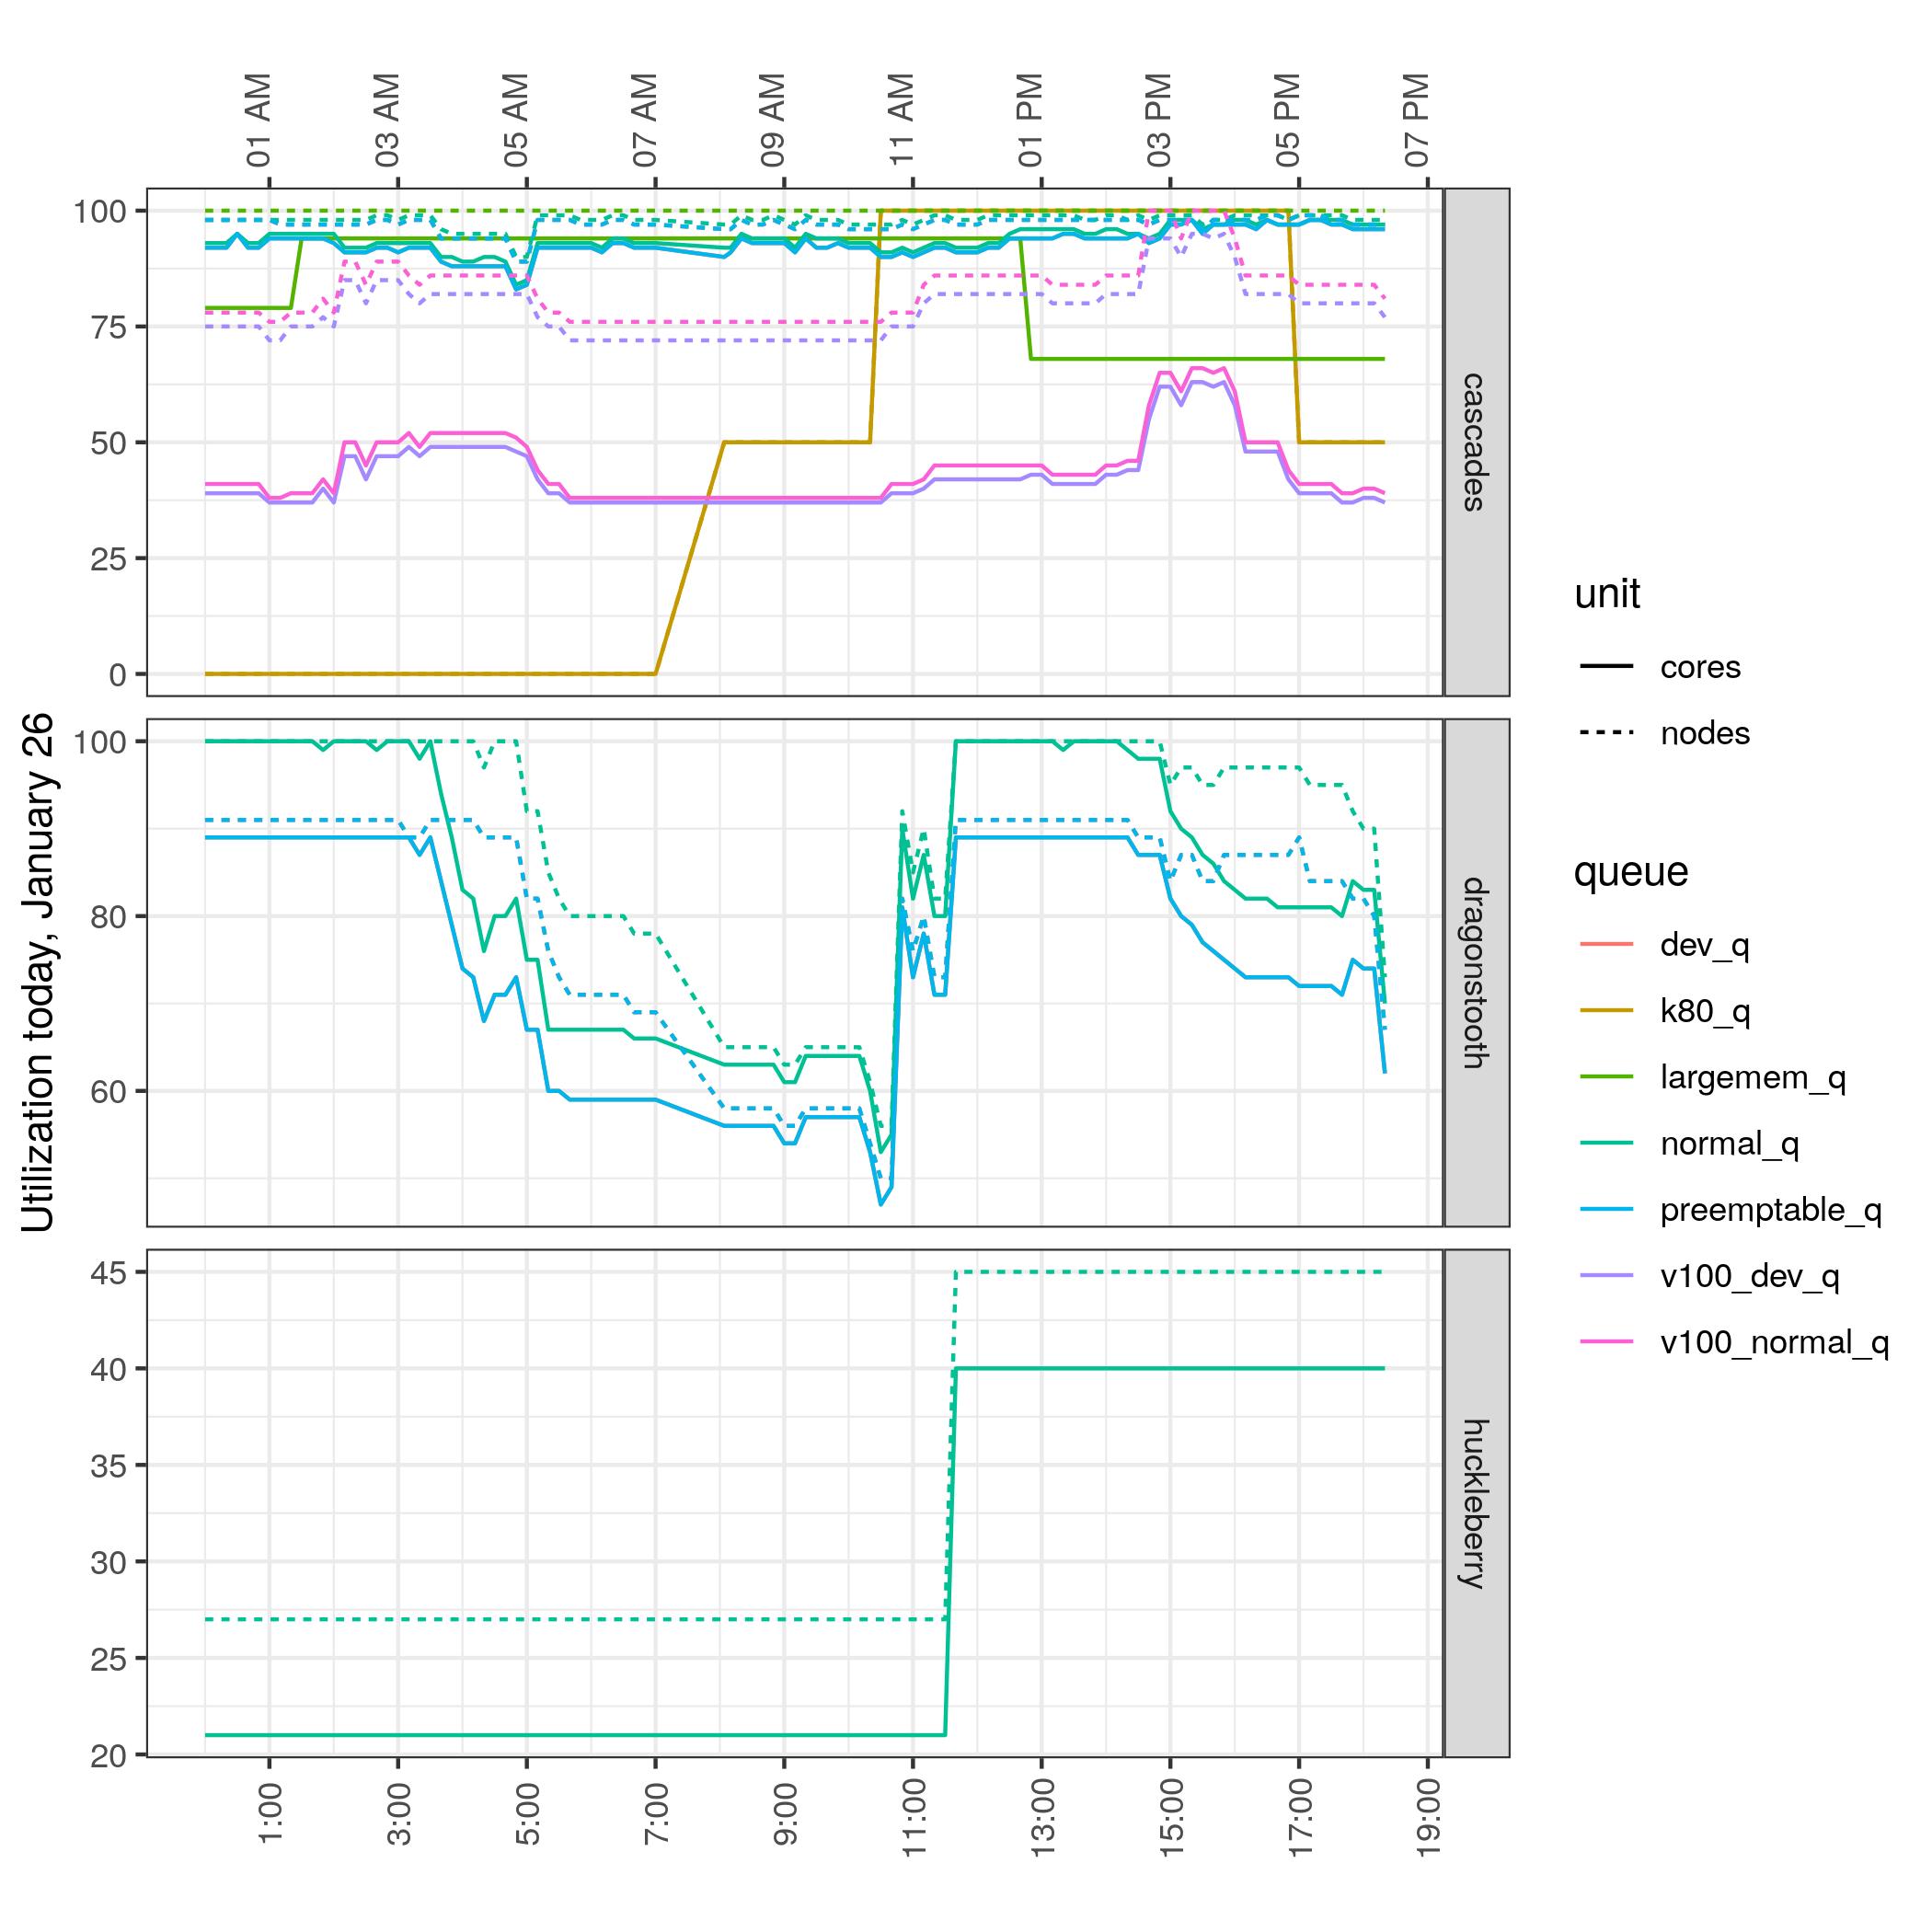 01 AM
03 AM
05 AM
07 AM
09 AM
11 AM
01 PM
03 PM
05 PM
07 PM
Utilization today, January 26
100
75
50
25
0
cascades
100
80
60
dragonstooth
45
40
35
30
25
20
huckleberry
1:00
3:00
5:00
7:00
9:00
11:00
13:00
15:00
17:00
19:00
unit
cores
nodes
queue
dev_q
k80_q
largemem_q
normal_q
preemptable_q
v100_dev_q
v100_normal_q